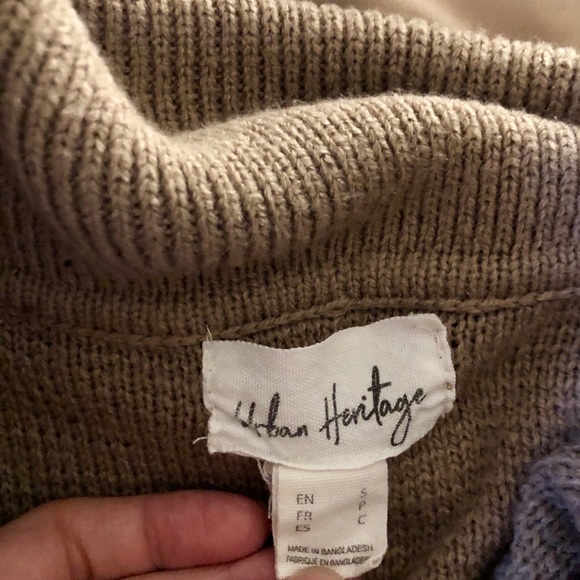 Urban Heritage
EN S
FR P
ES C
MADE IN BANGLADESH
FABRIQUÉ EN BANGLADESH